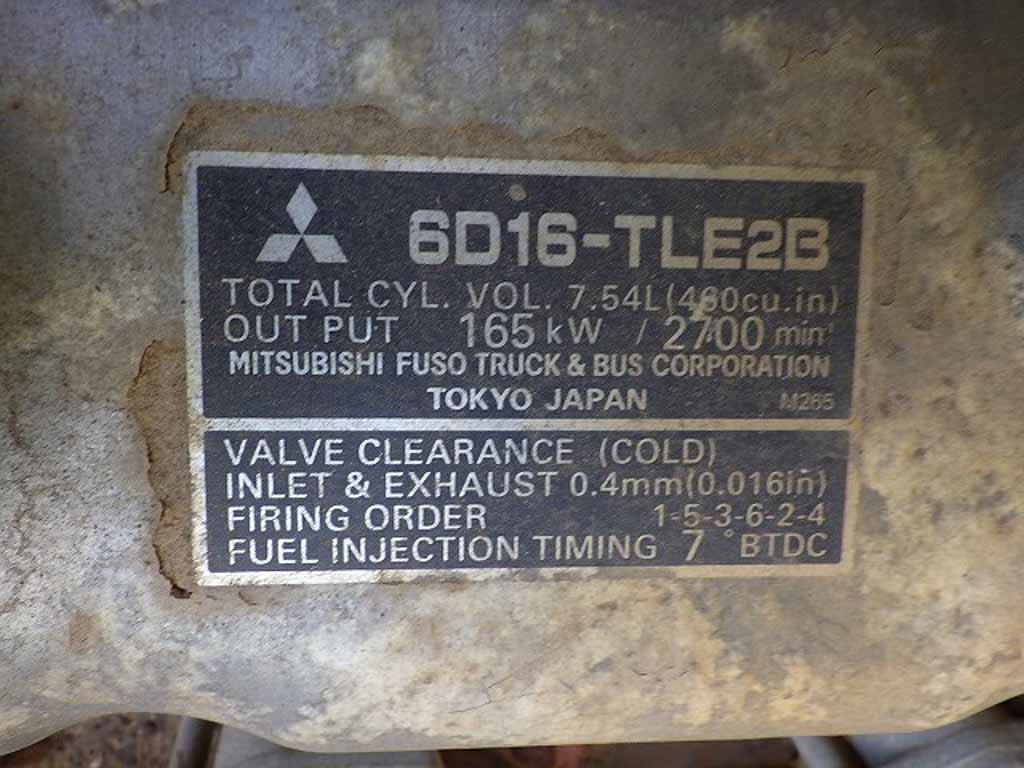 6D16-TLE2B
TOTAL CYL. VOL. 7.54L(460cu.in)
OUT PUT 165kW / 2700 min⁻¹
MITSUBISHI FUSO TRUCK & BUS CORPORATION
TOKYO JAPAN M265
VALVE CLEARANCE (COLD)
INLET & EXHAUST 0.4mm(0.016in)
FIRING ORDER 1-5-3-6-2-4
FUEL INJECTION TIMING 7 °BTDC